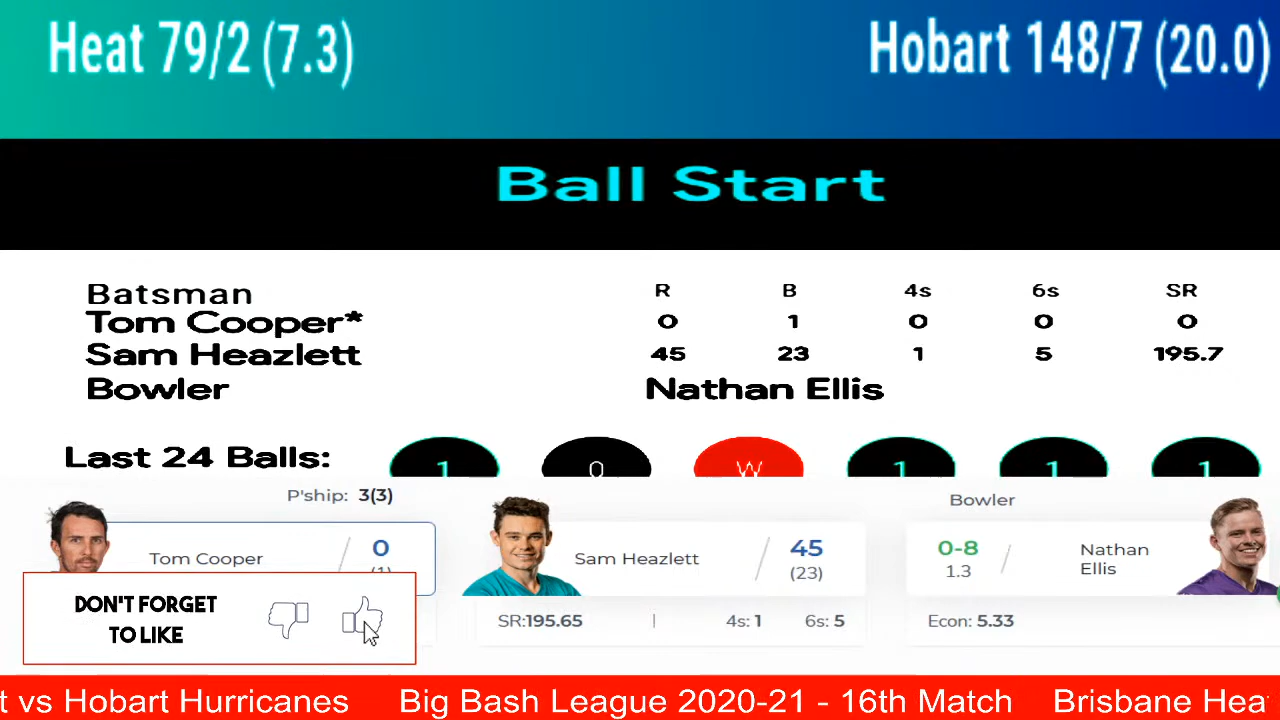 Heat 79/2 (7.3)
Hobart 148/7 (20.0)
Ball Start
Batsman R B 4s 6s SR
Tom Cooper* 0 1 0 0 0
Sam Heazlett 45 23 1 5 195.7
Bowler Nathan Ellis
Last 24 Balls: 1 0 W 1 1 1
P'ship: 3(3)
Bowler
Tom Cooper / 0
(1)
Sam Heazlett / 45
(23)
0-8 / Nathan
1.3 Ellis
DON'T FORGET
TO LIKE
SR:195.65 | 4s: 1 6s: 5
Econ: 5.33
t vs Hobart Hurricanes Big Bash League 2020-21 - 16th Match Brisbane Hea